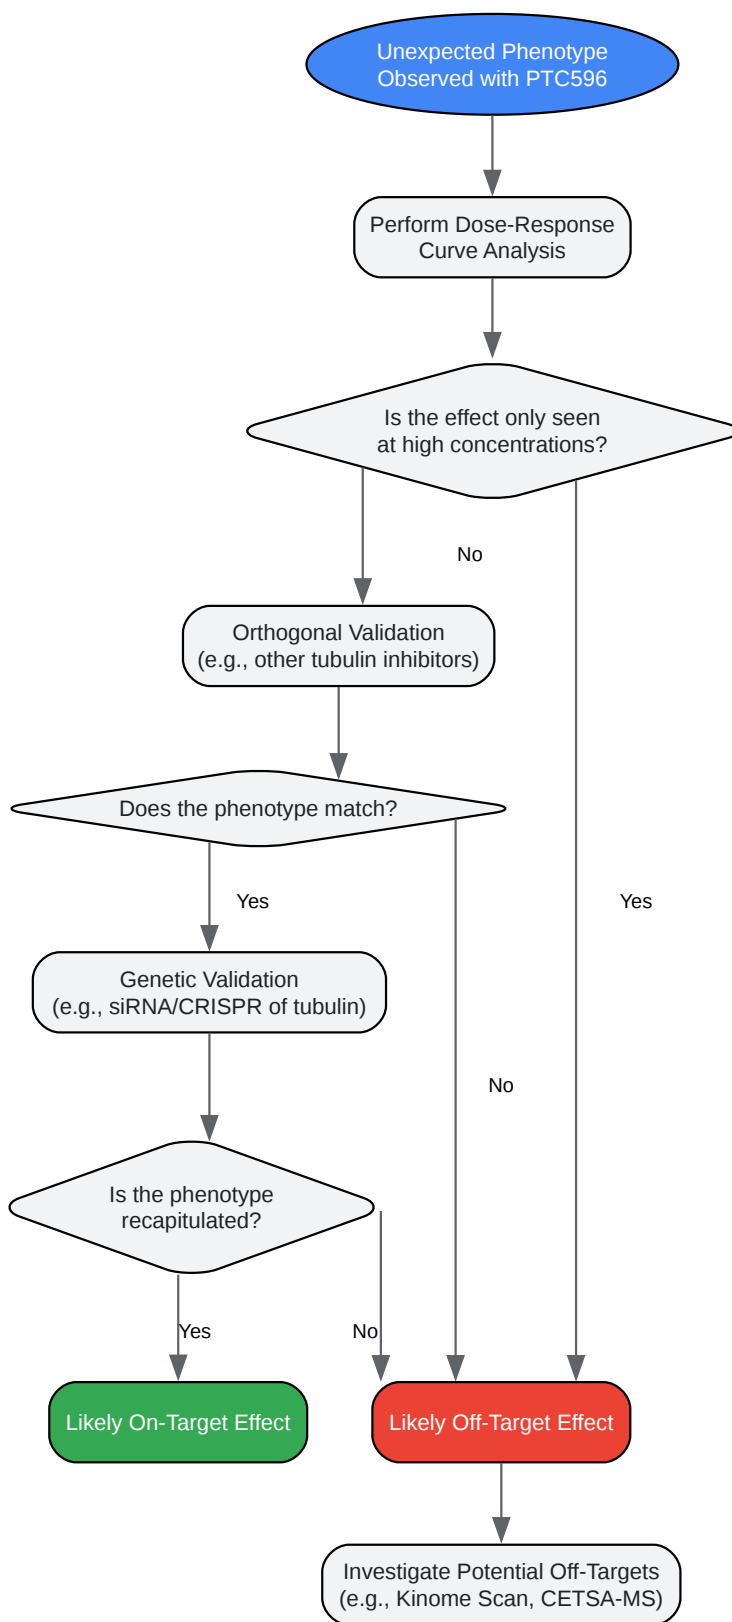 Unexpected Phenotype
Observed with PTC596
Perform Dose-Response
Curve Analysis
Is the effect only seen
at high concentrations?
No
Orthogonal Validation
(e.g., other tubulin inhibitors)
Does the phenotype match?
Yes
Yes
Genetic Validation
(e.g., siRNA/CRISPR of tubulin)
No
Is the phenotype
recapitulated?
Yes
No
Likely On-Target Effect
Likely Off-Target Effect
Investigate Potential Off-Targets
(e.g., Kinome Scan, CETSA-MS)